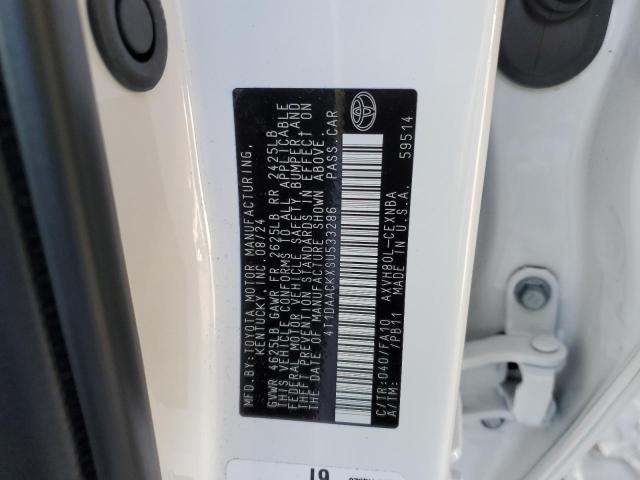 MFD.BY:TOYOTA MOTOR MANUFACTURING,
KENTUCKY,INC.08/24
GVWR 4625LB GAWR FR 2625LB RR 2425LB
THIS VEHICLE CONFORMS TO ALL APPLICABLE
FEDERAL MOTOR VEHICLE SAFETY,BUMPER,AND
THEFT PREVENTION STANDARDS IN EFFECT ON
THE DATE OF MANUFACTURE SHOWN ABOVE.
4T1DAACKXSU533286 PASS.CAR
C/TR:040/FA10 AXVH80L-CEXNBA
A/TM: /PB11 MADE IN U.S.A. 59514
61